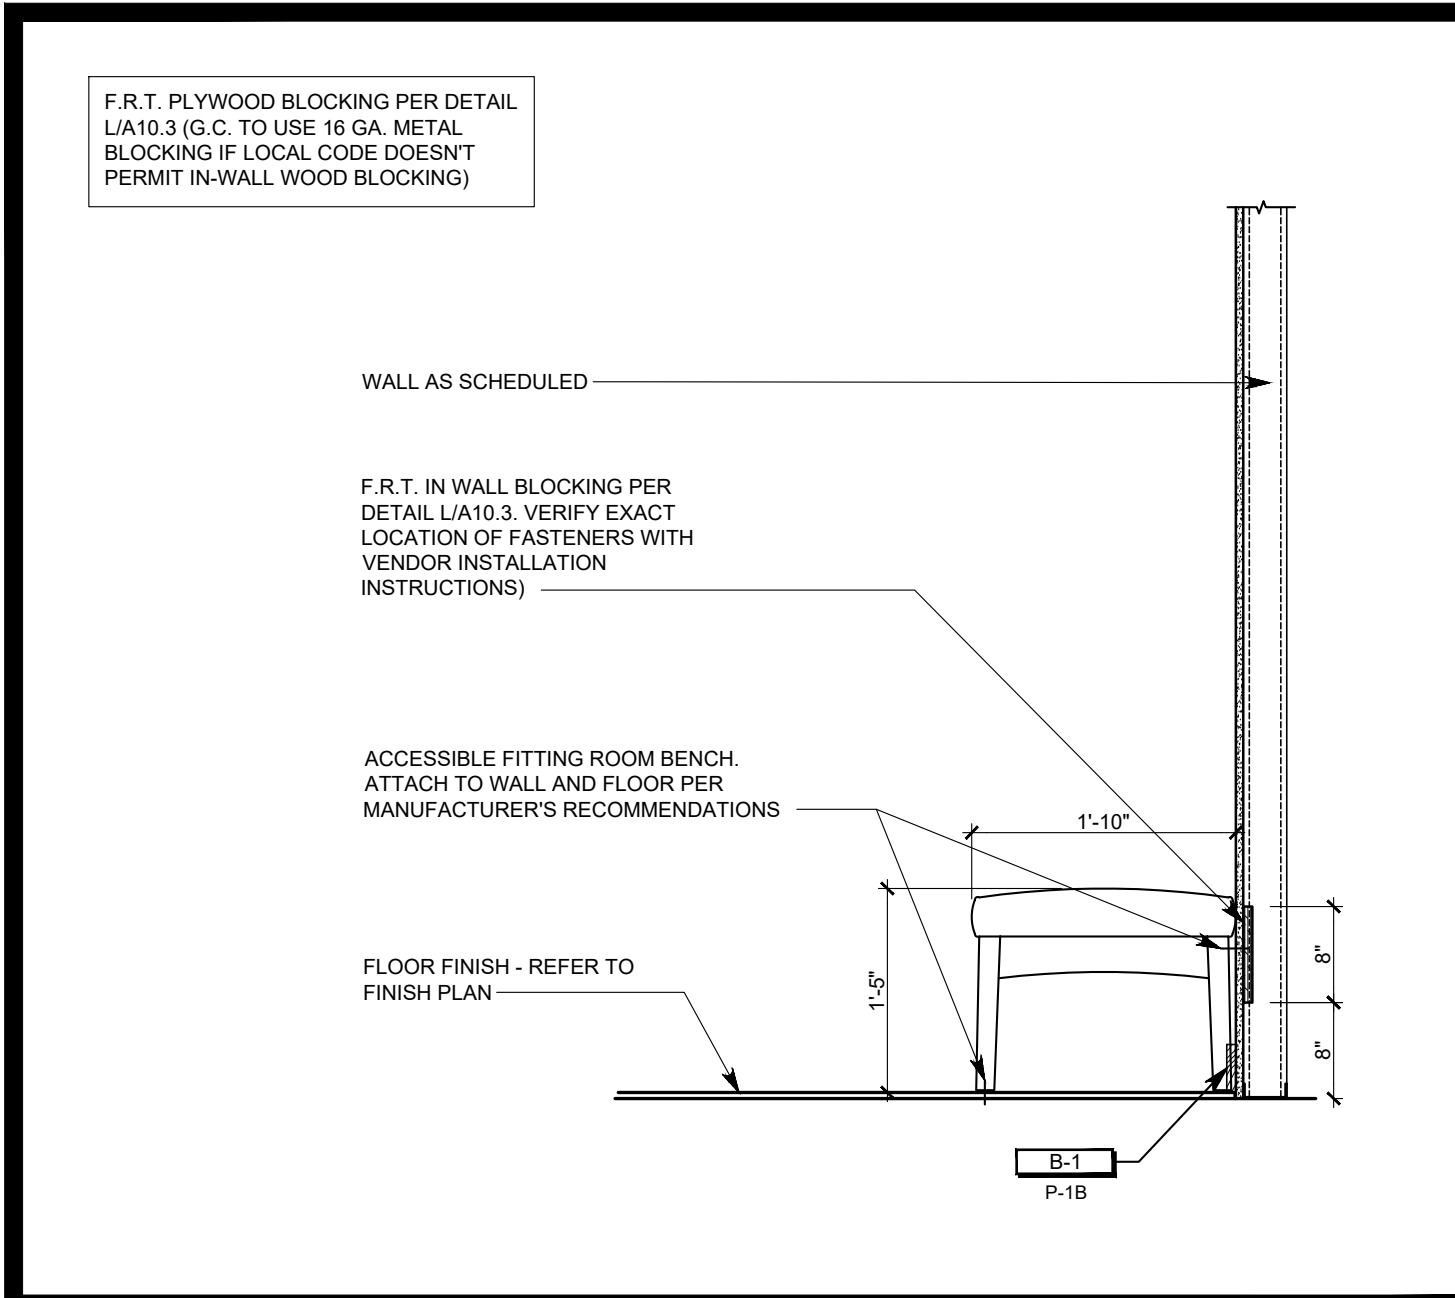 F.R.T. PLYWOOD BLOCKING PER DETAIL
L/A10.3 (G.C. TO USE 16 GA. METAL
BLOCKING IF LOCAL CODE DOESN'T
PERMIT IN-WALL WOOD BLOCKING)
WALL AS SCHEDULED
F.R.T. IN WALL BLOCKING PER
DETAIL L/A10.3. VERIFY EXACT
LOCATION OF FASTENERS WITH
VENDOR INSTALLATION
INSTRUCTIONS)
ACCESSIBLE FITTING ROOM BENCH.
ATTACH TO WALL AND FLOOR PER
MANUFACTURER'S RECOMMENDATIONS
1'-10"
FLOOR FINISH - REFER TO
FINISH PLAN
1'-5"
8"
8"
B-1
P-1B